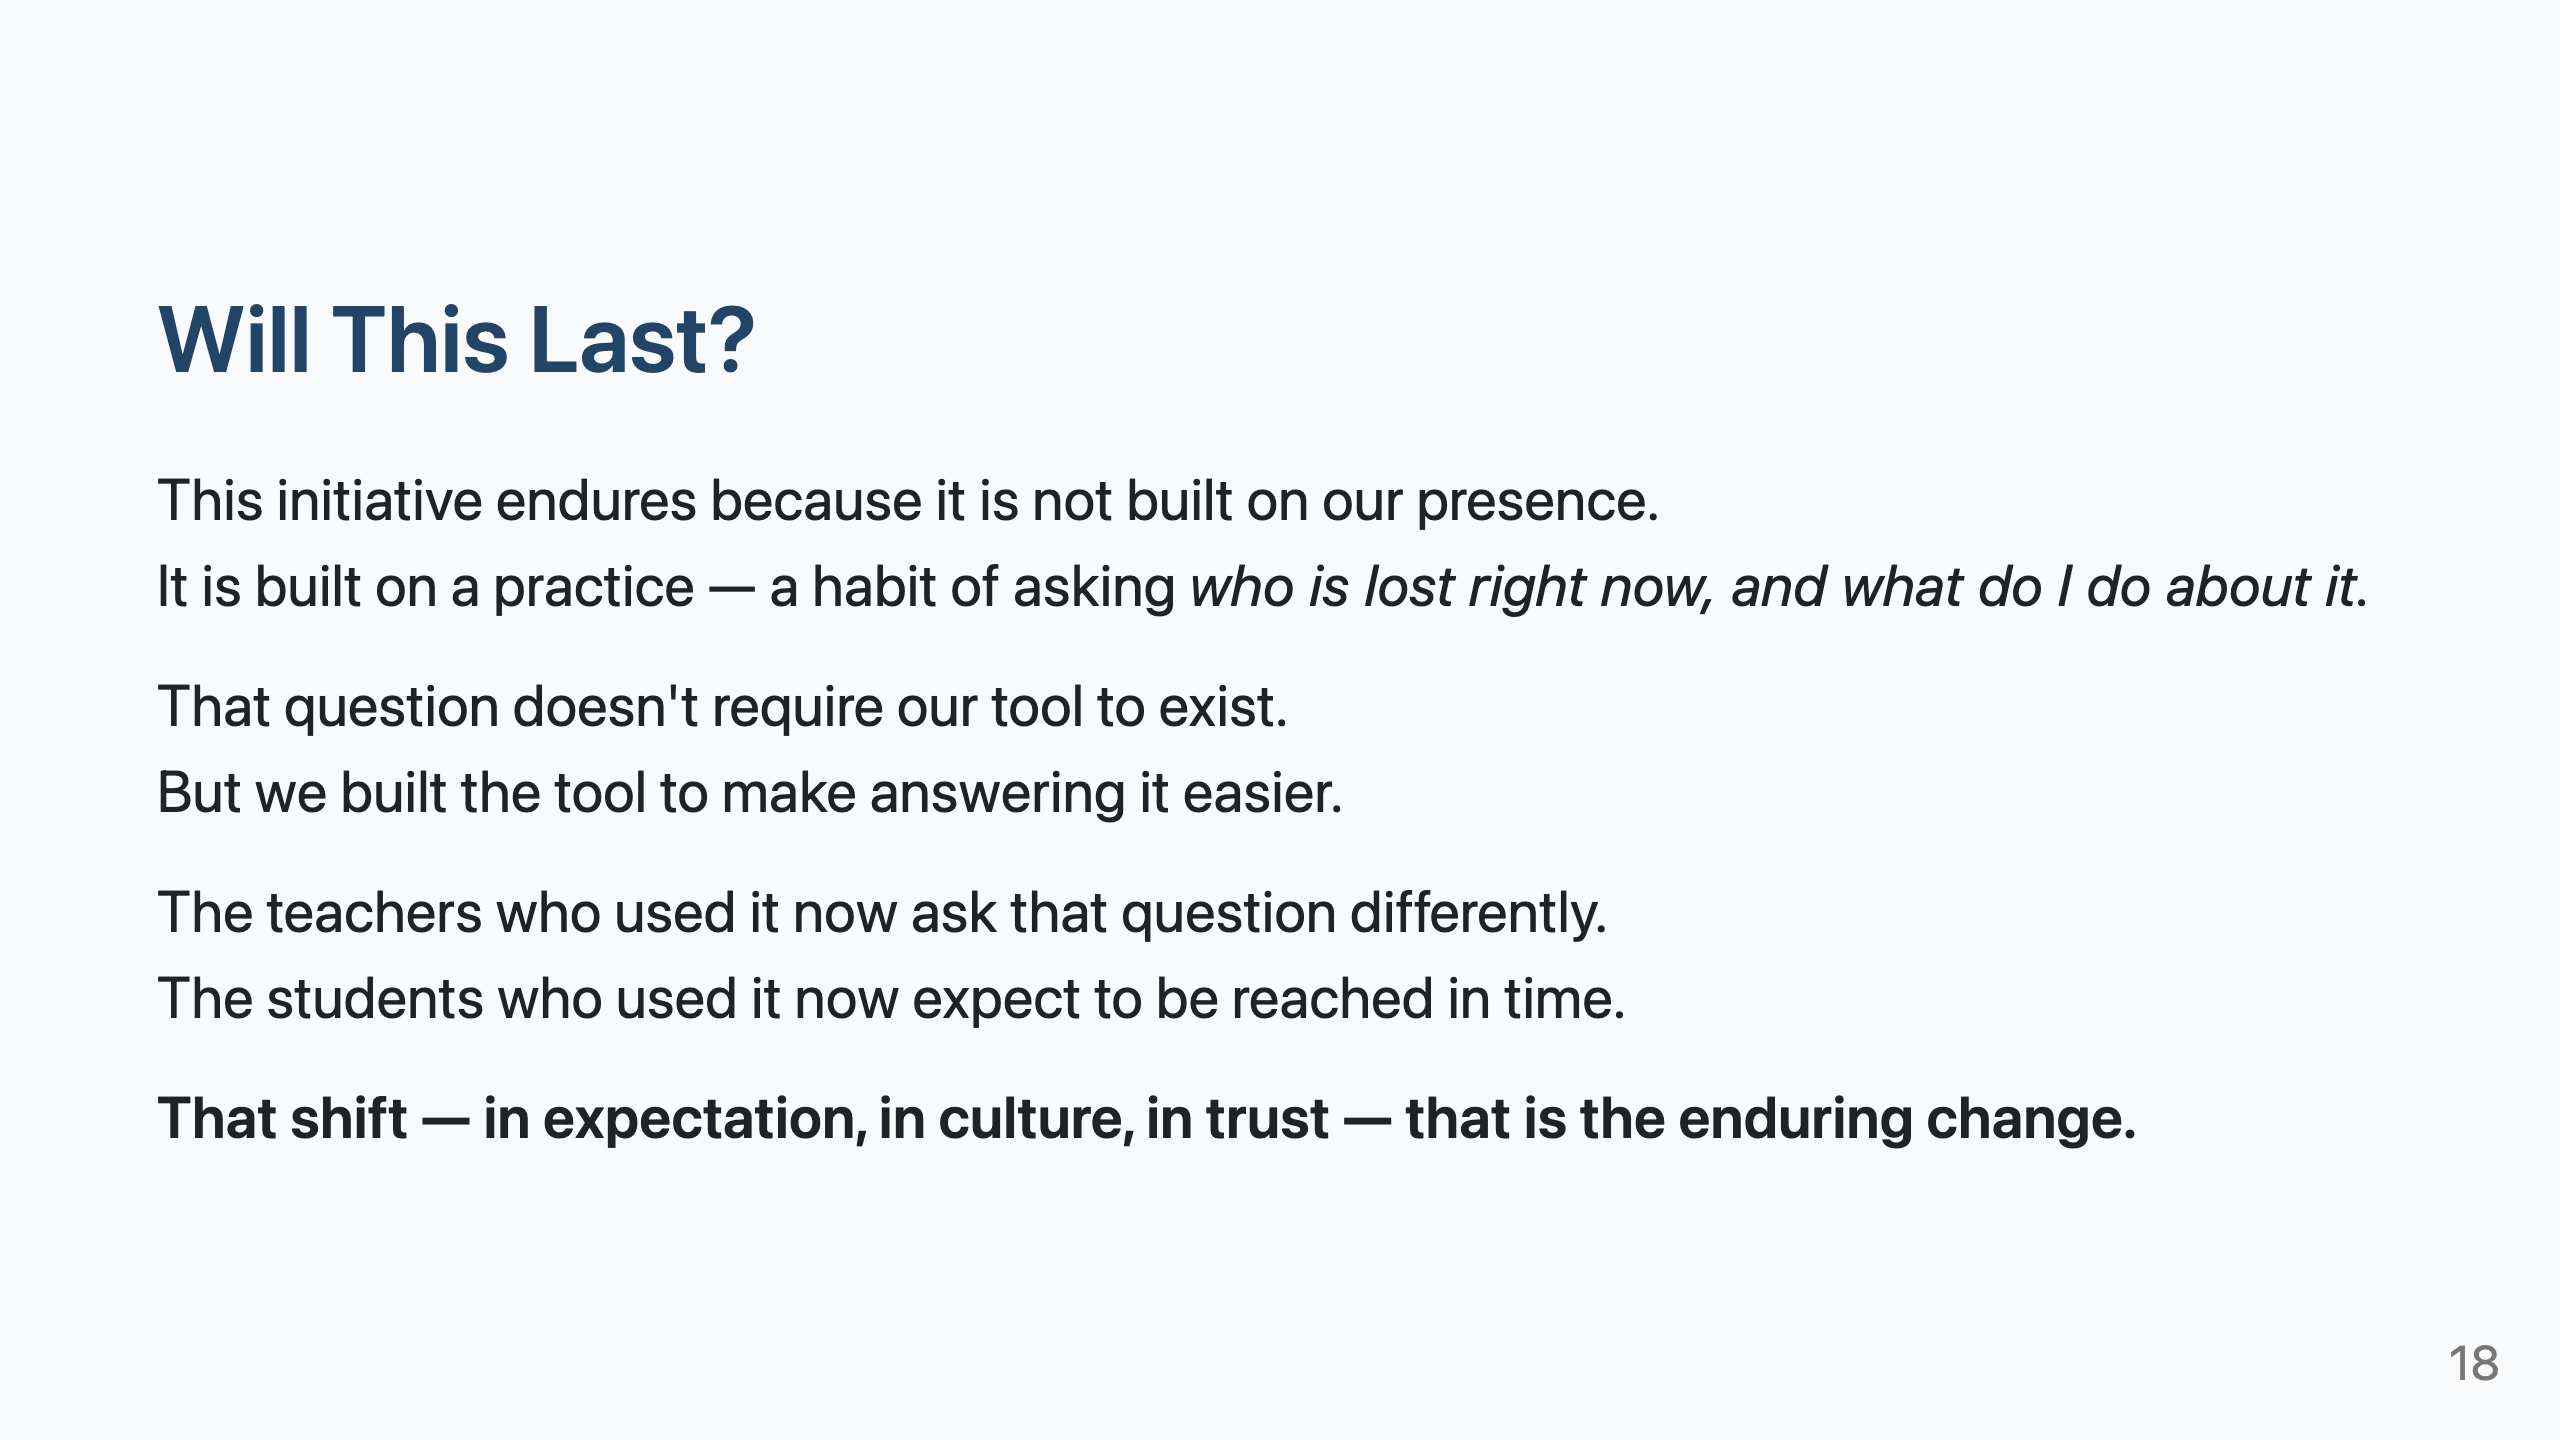 Will This Last?
This initiative endures because it is not built on our presence.
It is built on a practice — a habit of asking who is lost right now, and what do I do about it.
That question doesn't require our tool to exist.
But we built the tool to make answering it easier.
The teachers who used it now ask that question differently.
The students who used it now expect to be reached in time.
That shift — in expectation, in culture, in trust — that is the enduring change.
18